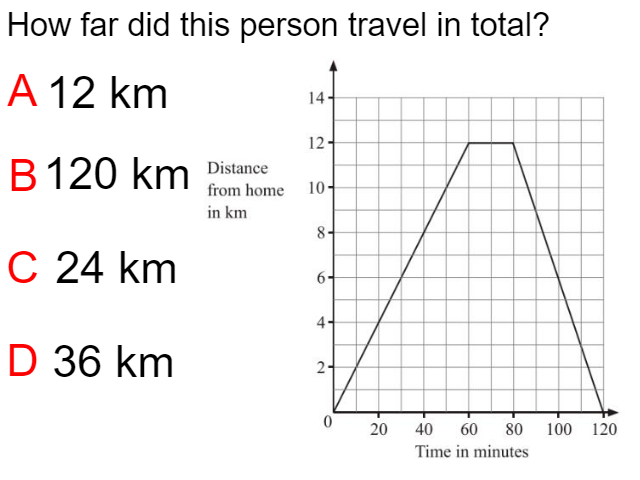 How far did this person travel in total?
A 12 km
B 120 km
C 24 km
D 36 km
Distance
from home
in km
14
12
10
8
6
4
2
0
20 40 60 80 100 120
Time in minutes